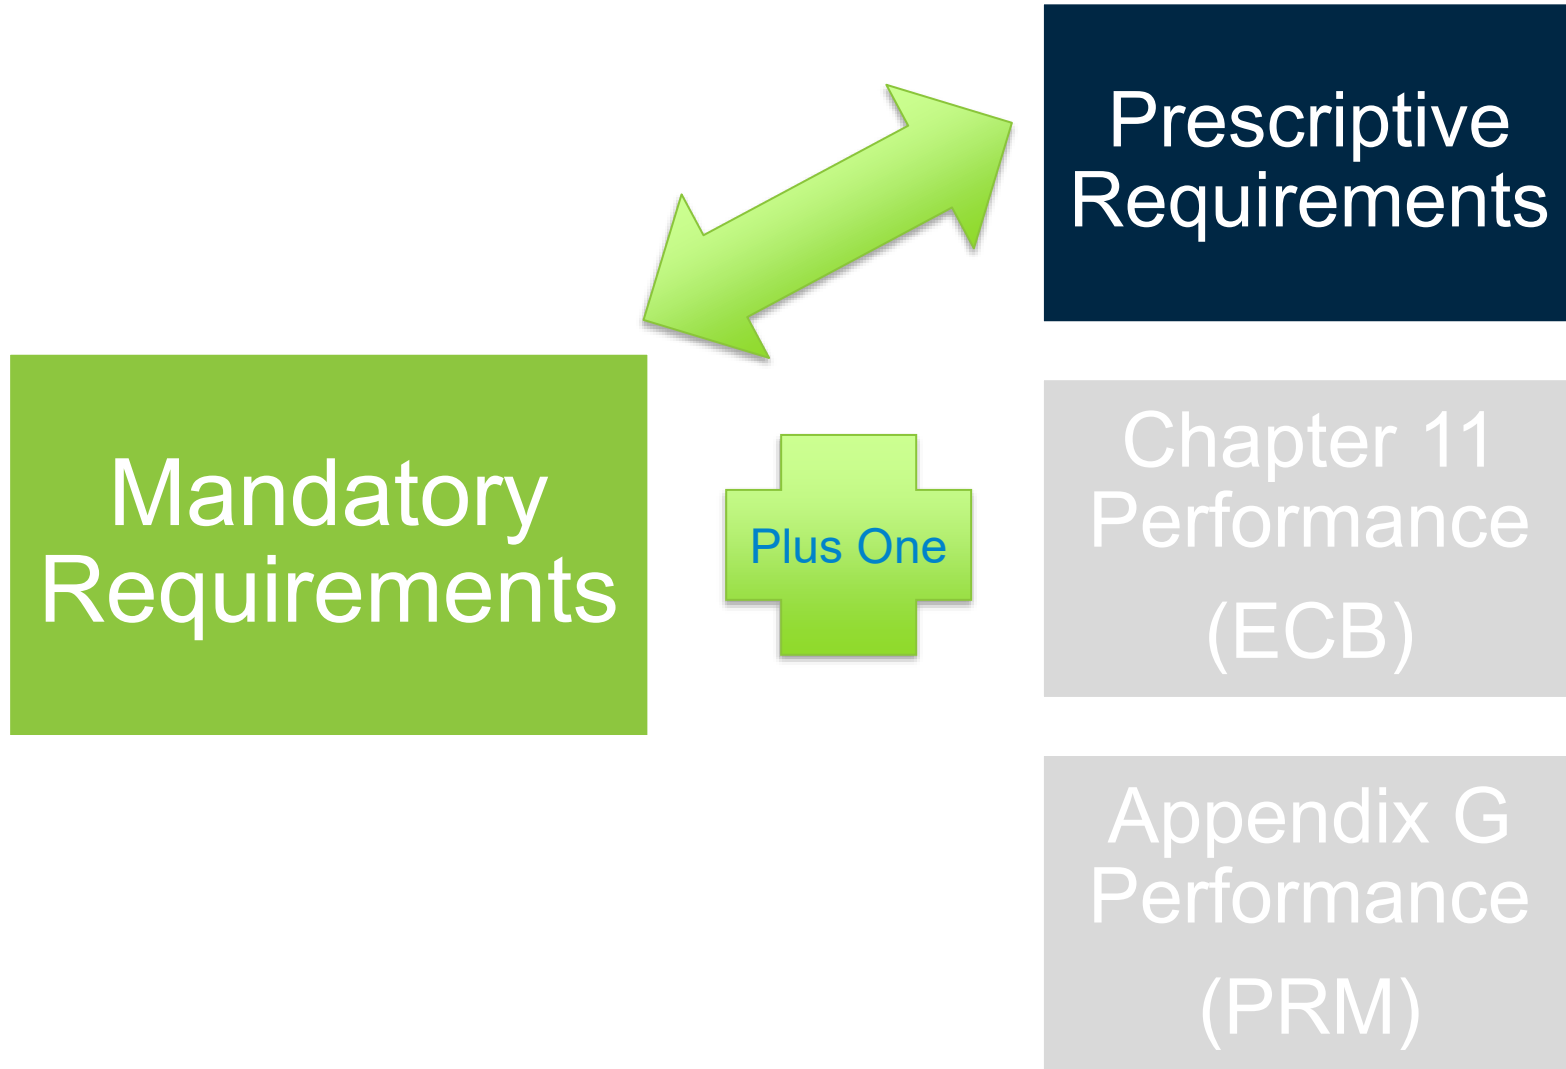 Mandatory
Requirements
Plus One
Prescriptive
Requirements
Chapter 11
Performance
(ECB)
Appendix G
Performance
(PRM)